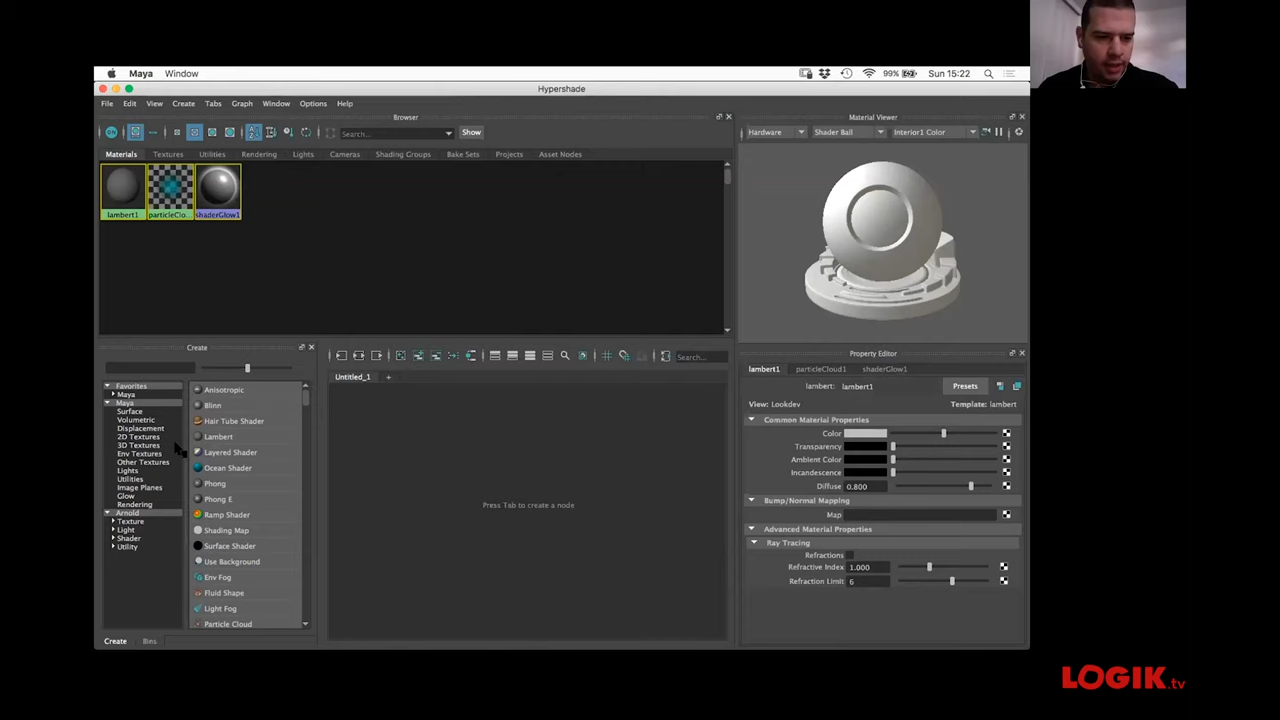 Maya Window 99% Sun 15:22
Hypershade
File Edit View Create Tabs Graph Window Options Help
Browser
Search... Show
Materials Textures Utilities Rendering Lights Cameras Shading Groups Bake Sets Projects Asset Nodes
lambert1 particleClo... shaderGlow1
Material Viewer
Hardware Shader Ball Interior1 Color
Create
Favorites
Maya
Maya
Surface
Volumetric
Displacement
2D Textures
3D Textures
Env Textures
Other Textures
Lights
Utilities
Image Planes
Glow
Rendering
Arnold
Texture
Light
Shader
Utility
Anisotropic
Blinn
Hair Tube Shader
Lambert
Layered Shader
Ocean Shader
Phong
Phong E
Ramp Shader
Shading Map
Surface Shader
Use Background
Env Fog
Fluid Shape
Light Fog
Particle Cloud
Create Bins
Search...
Untitled_1 +
Press Tab to create a node
Property Editor
lambert1 particleCloud1 shaderGlow1
lambert: lambert1 Presets
View: Lookdev Template: lambert
Common Material Properties
Color
Transparency
Ambient Color
Incandescence
Diffuse 0.800
Bump/Normal Mapping
Map
Advanced Material Properties
Ray Tracing
Refractions
Refractive Index 1.000
Refraction Limit 6
LOGIK.tv